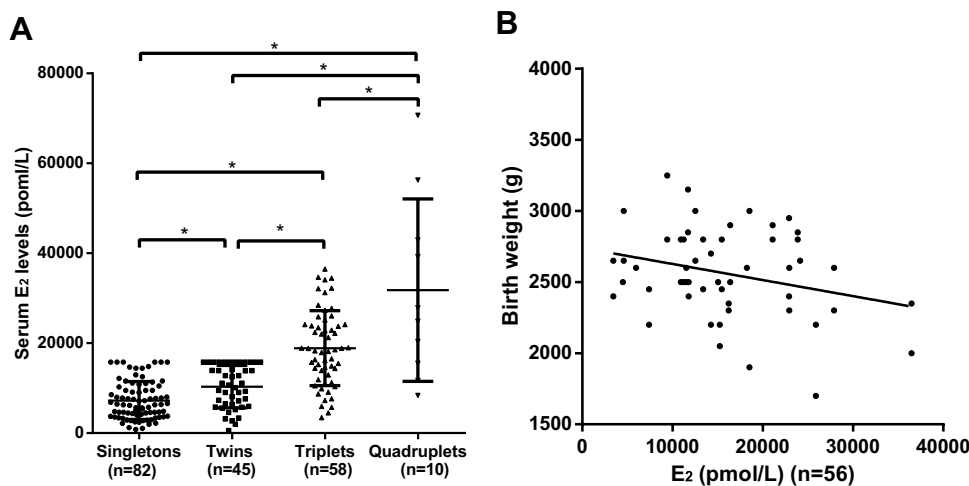 A
*
*
*
*
*
*
80000
60000
40000
20000
0
Serum E₂ levels (poml/L)
Singletons
(n=82)
Twins
(n=45)
Triplets
(n=58)
Quadruplets
(n=10)
B
4000
3500
3000
2500
2000
1500
Birth weight (g)
0
10000
20000
30000
40000
E₂ (pmol/L) (n=56)